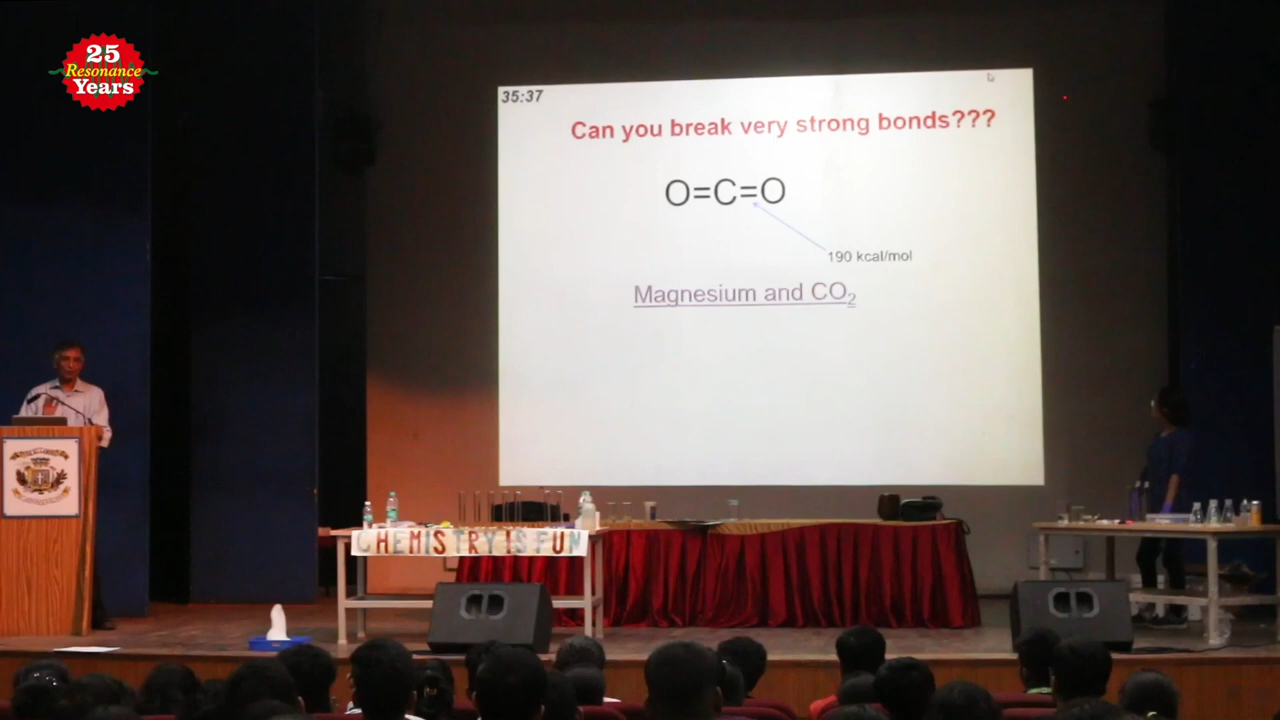 25
Resonance
Years
35:37
Can you break very strong bonds???
O=C=O
190 kcal/mol
Magnesium and CO₂
CHEMISTRY IS FUN